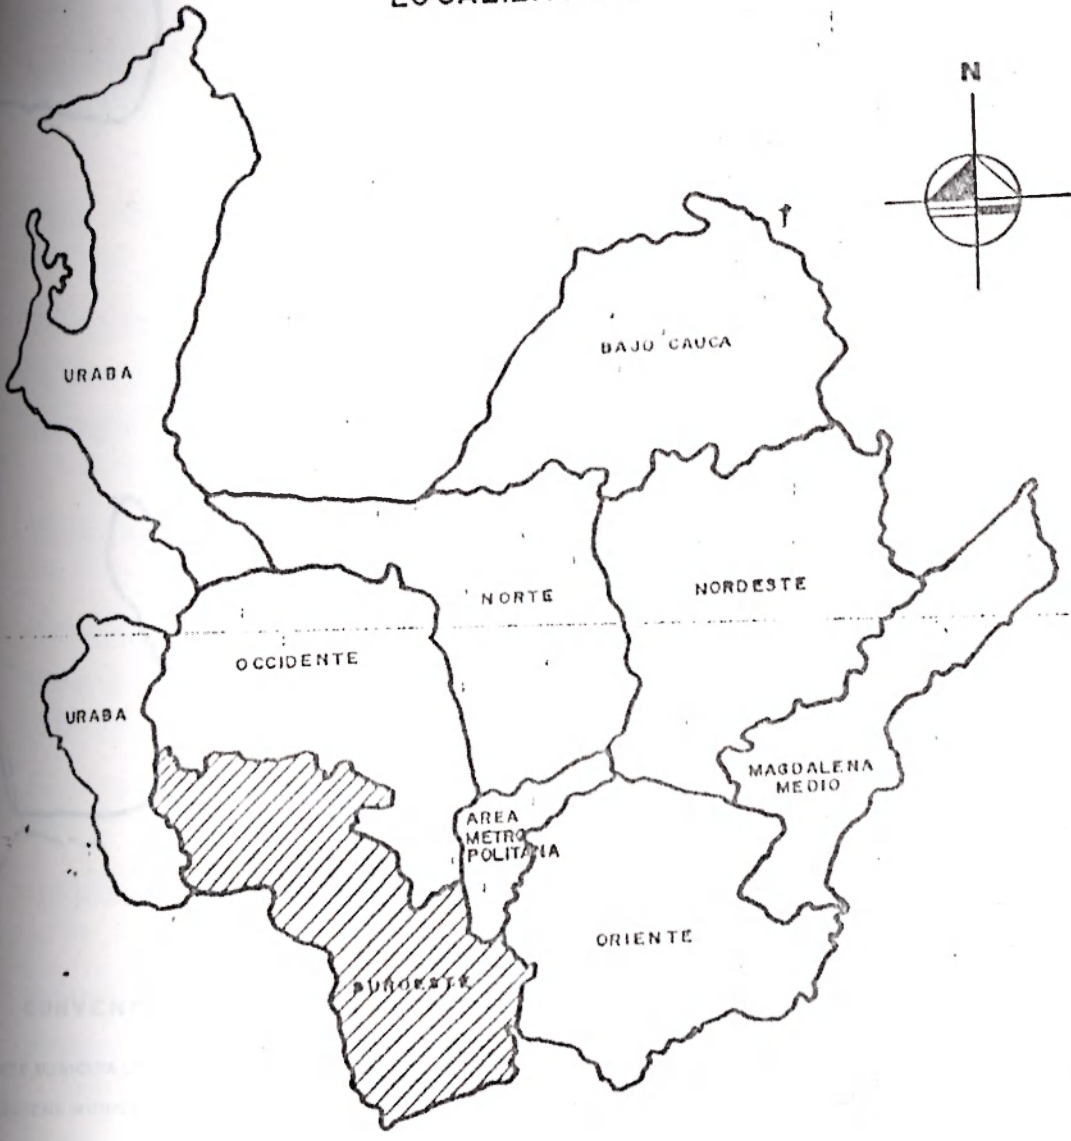 N
BAJO CAUCA
URABA
NORTE
NORDESTE
OCCIDENTE
URABA
MAGDALENA
MEDIO
AREA
METRO
POLITANA
ORIENTE
SUROESTE